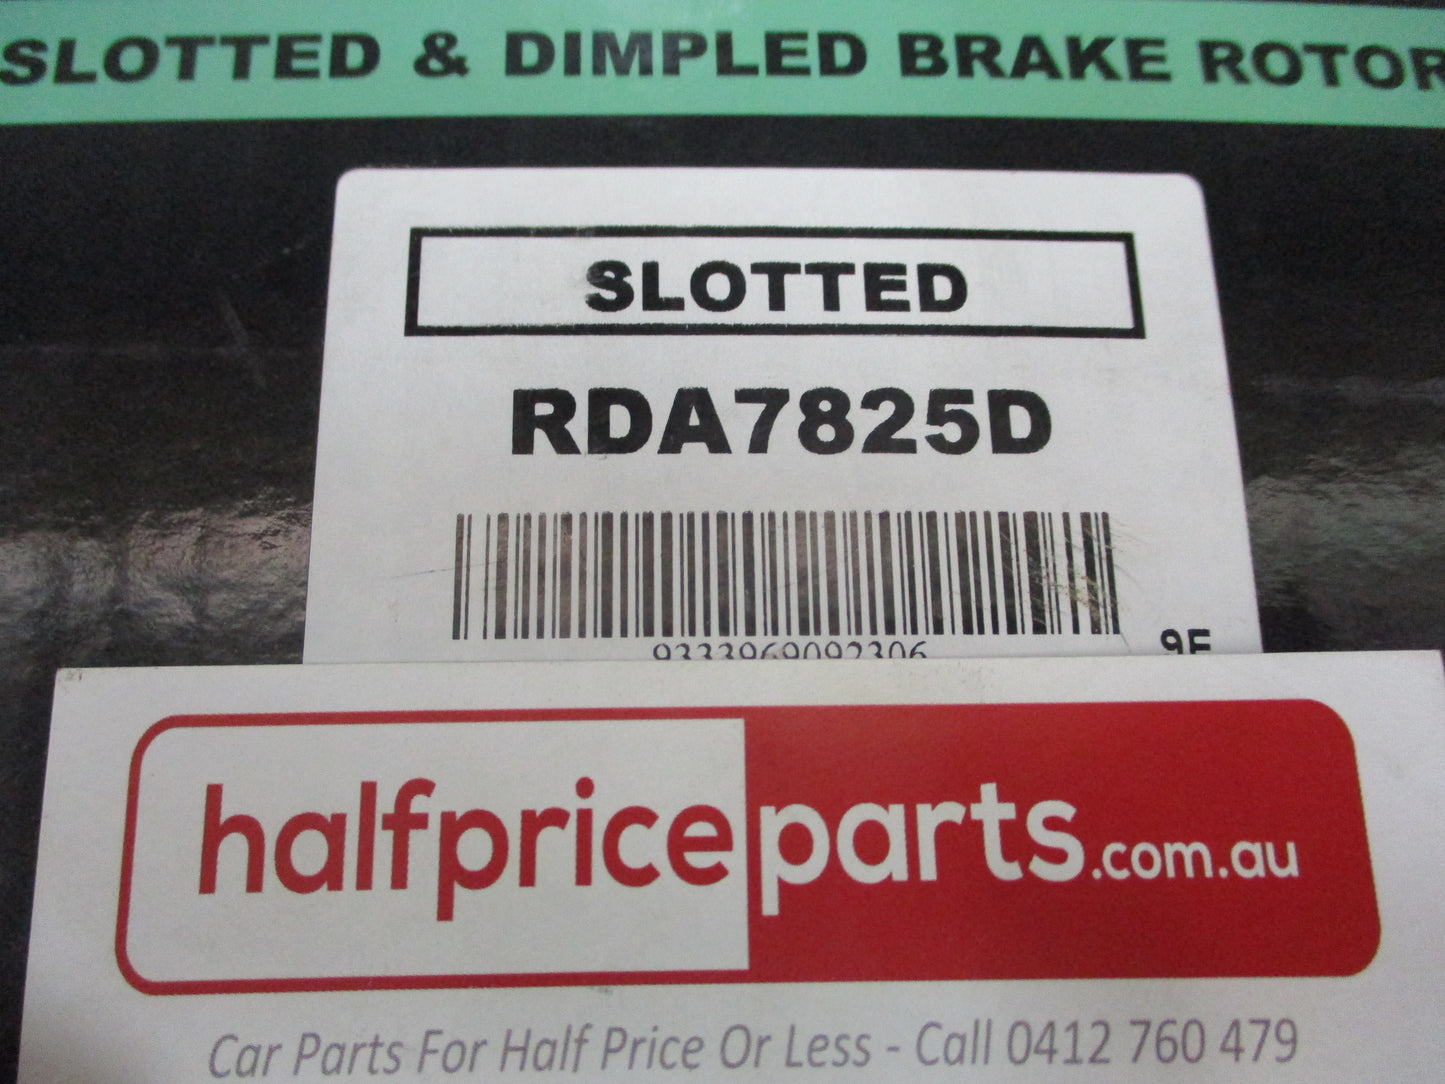 SLOTTED & DIMPLED BRAKE ROTOR
SLOTTED
RDA7825D
9333969092306
halfpriceparts.com.au
Car Parts For Half Price Or Less - Call 0412 760 479